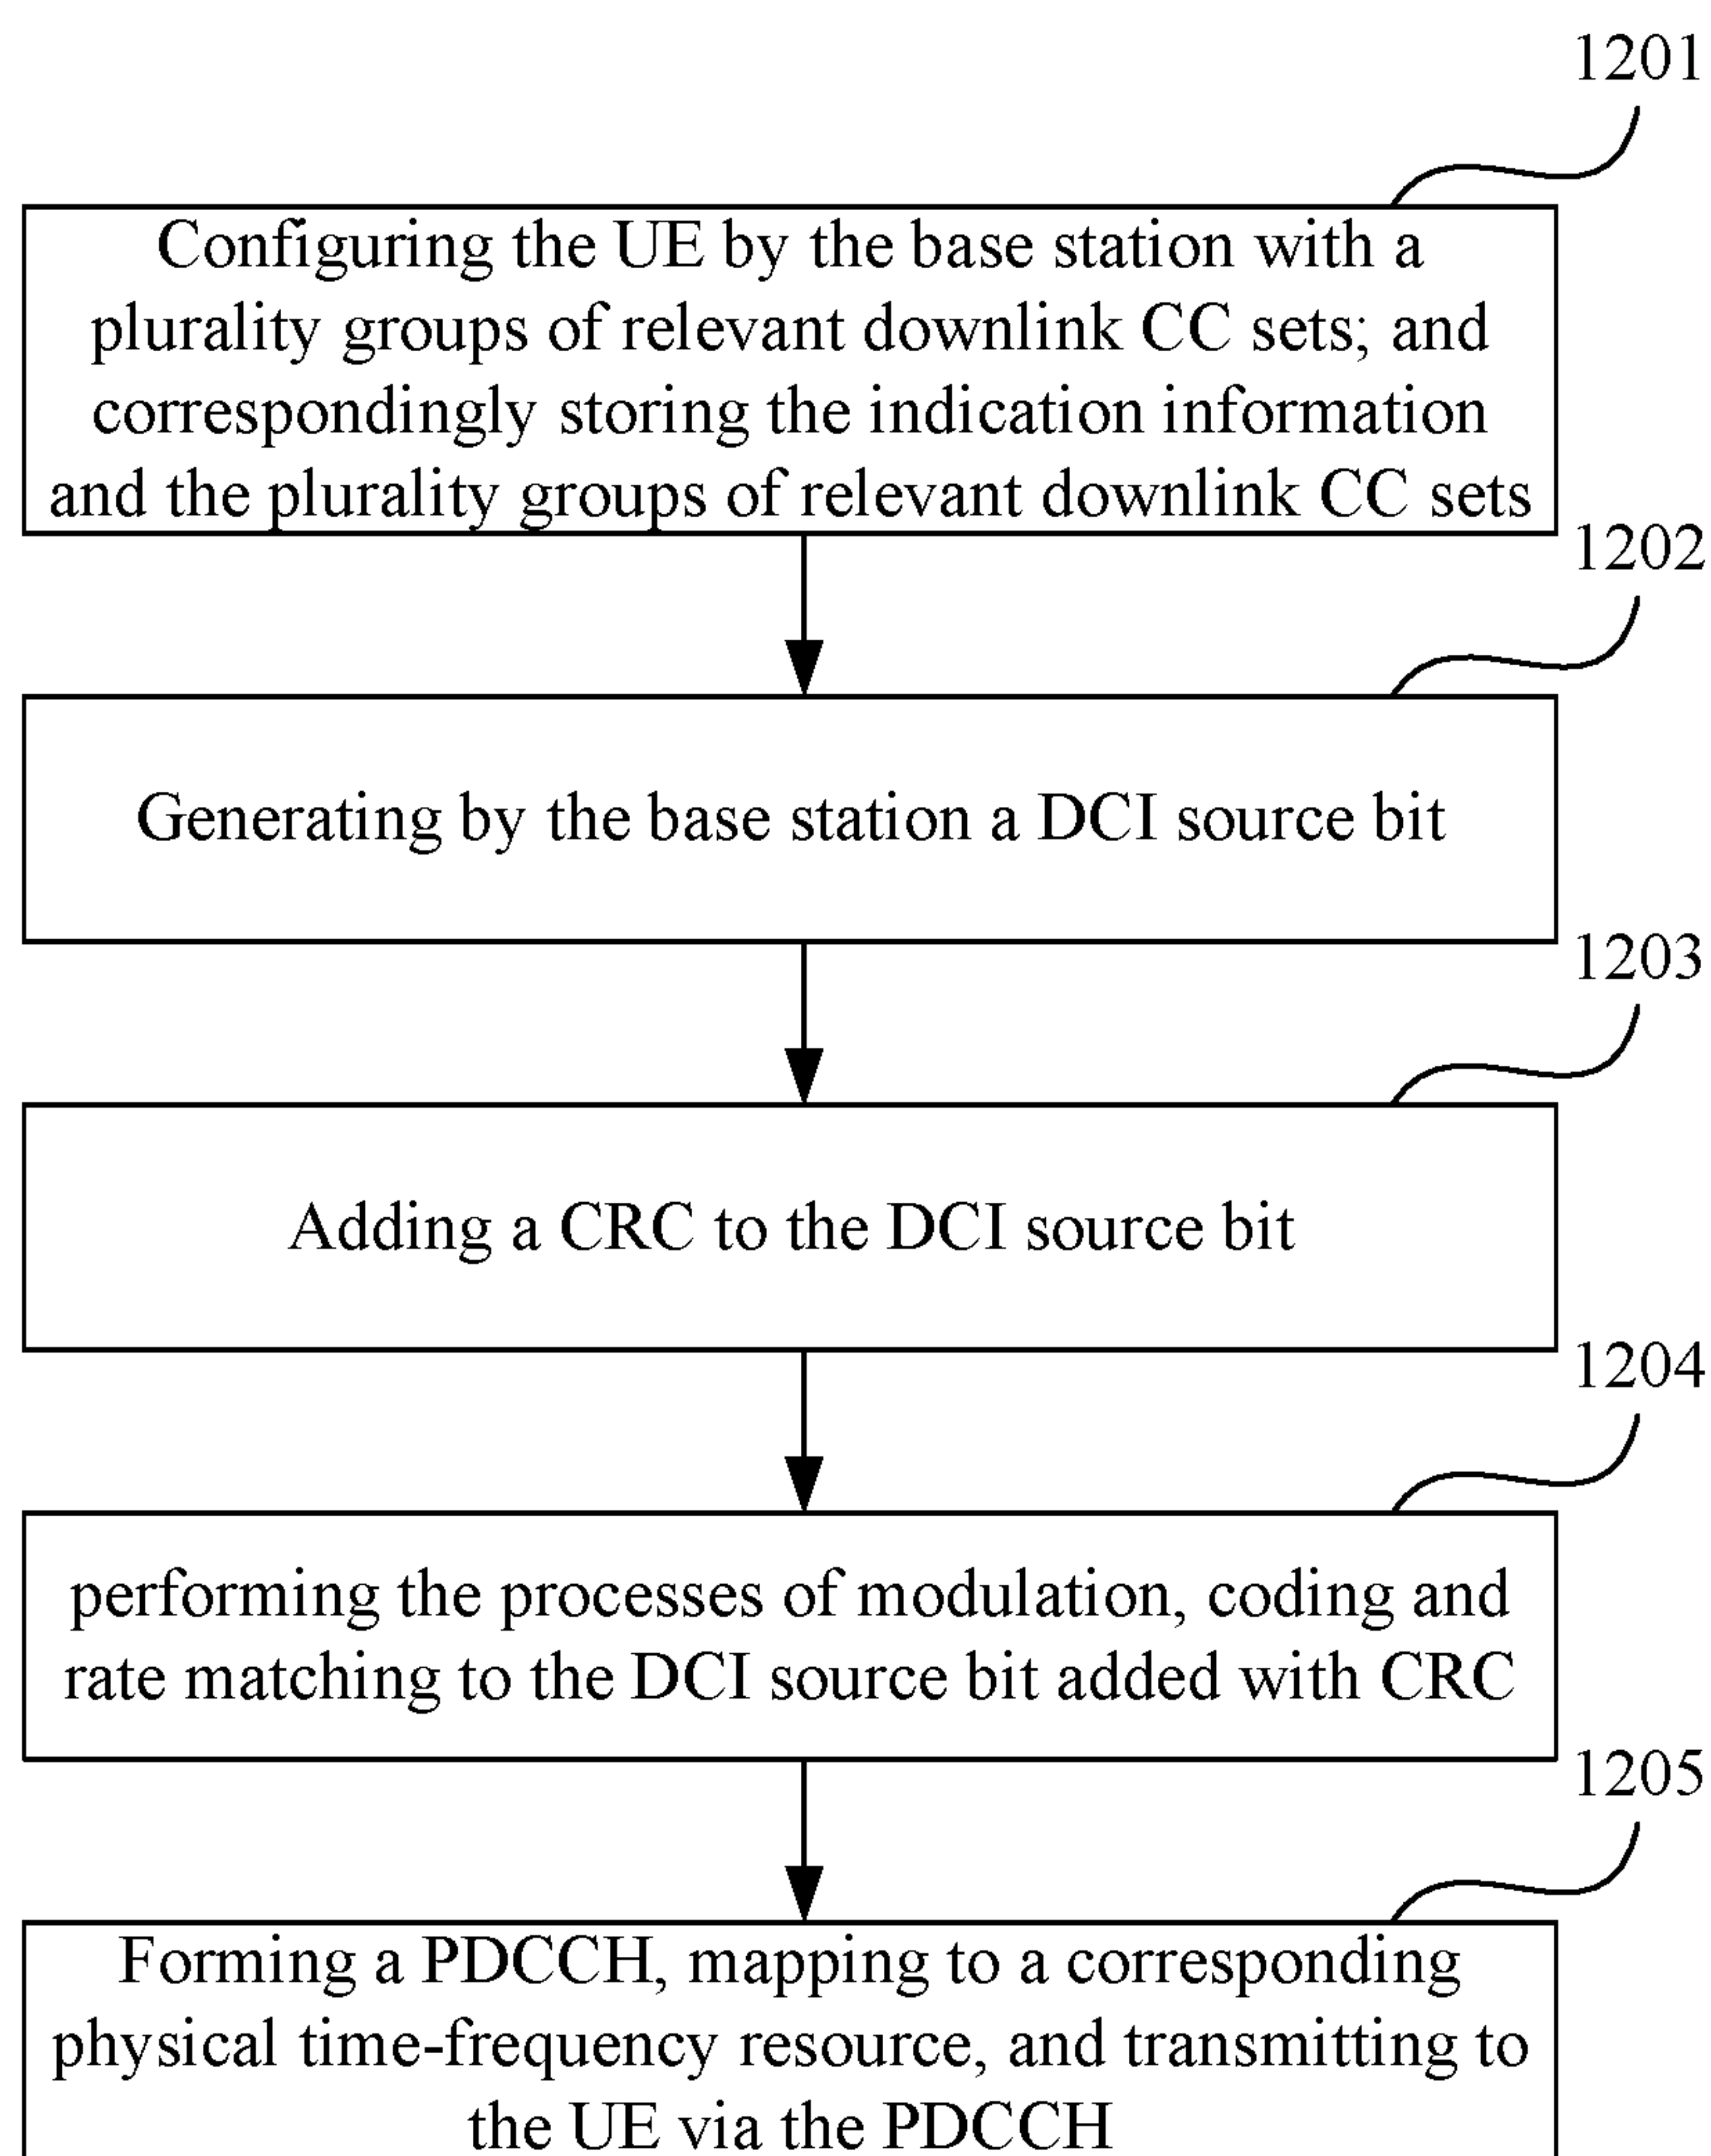 1201
Configuring the UE by the base station with a
plurality groups of relevant downlink CC sets; and
correspondingly storing the indication information
and the plurality groups of relevant downlink CC sets
1202
Generating by the base station a DCI source bit
1203
Adding a CRC to the DCI source bit
1204
performing the processes of modulation, coding and
rate matching to the DCI source bit added with CRC
1205
Forming a PDCCH, mapping to a corresponding
physical time-frequency resource, and transmitting to
the UE via the PDCCH